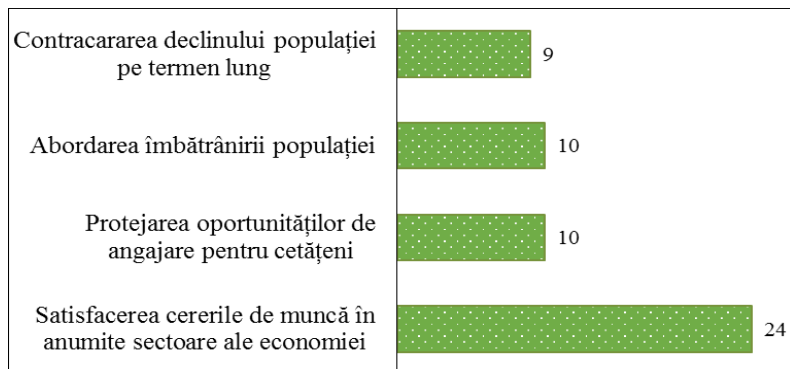 Contracararea declinului populației
pe termen lung
9
Abordarea îmbătrânirii populației
10
Protejarea oportunităților de
angajare pentru cetățeni
10
Satisfacerea cererile de muncă în
anumite sectoare ale economiei
24